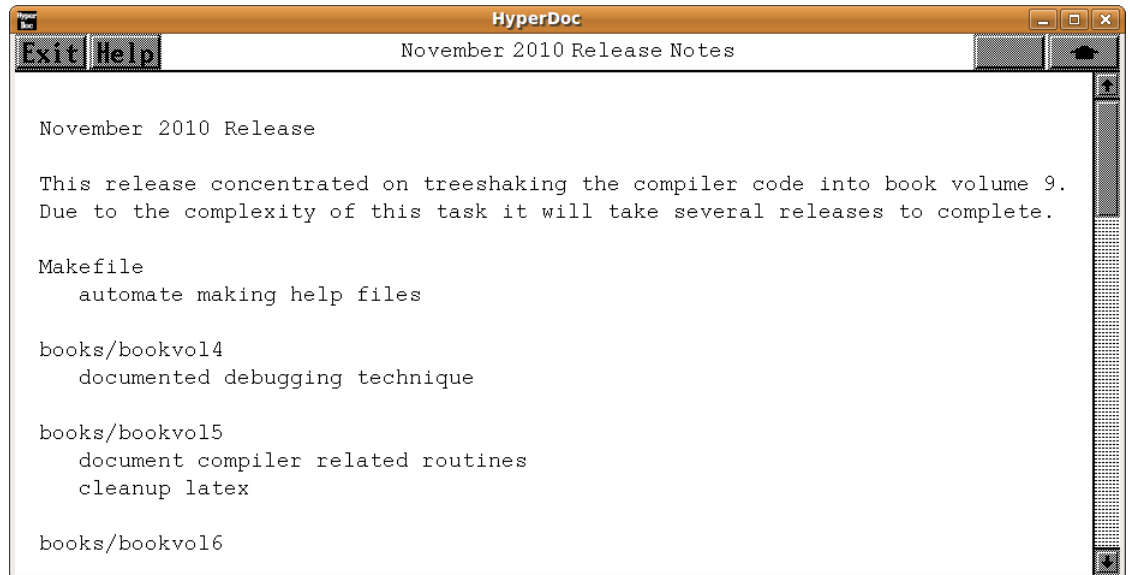 Hyper
Doc
HyperDoc
Exit Help
November 2010 Release Notes
November 2010 Release
This release concentrated on treeshaking the compiler code into book volume 9.
Due to the complexity of this task it will take several releases to complete.
Makefile
automate making help files
books/bookvol4
documented debugging technique
books/bookvol5
document compiler related routines
cleanup latex
books/bookvol6